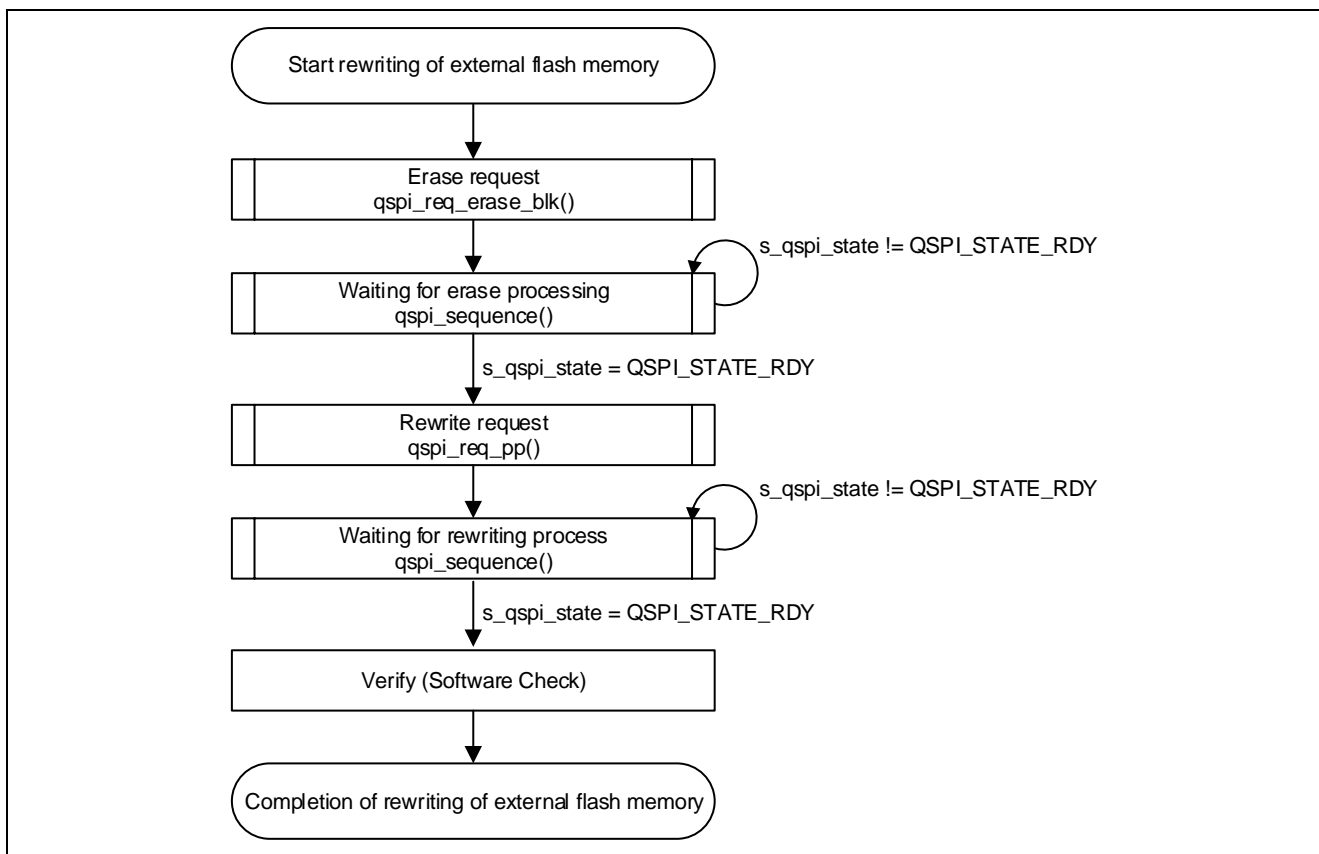 Start rewriting of external flash memory
Erase request
qspi_req_erase_blk()
s_qspi_state != QSPI_STATE_RDY
Waiting for erase processing
qspi_sequence()
s_qspi_state = QSPI_STATE_RDY
Rewrite request
qspi_req_pp()
s_qspi_state != QSPI_STATE_RDY
Waiting for rewriting process
qspi_sequence()
s_qspi_state = QSPI_STATE_RDY
Verify (Software Check)
Completion of rewriting of external flash memory